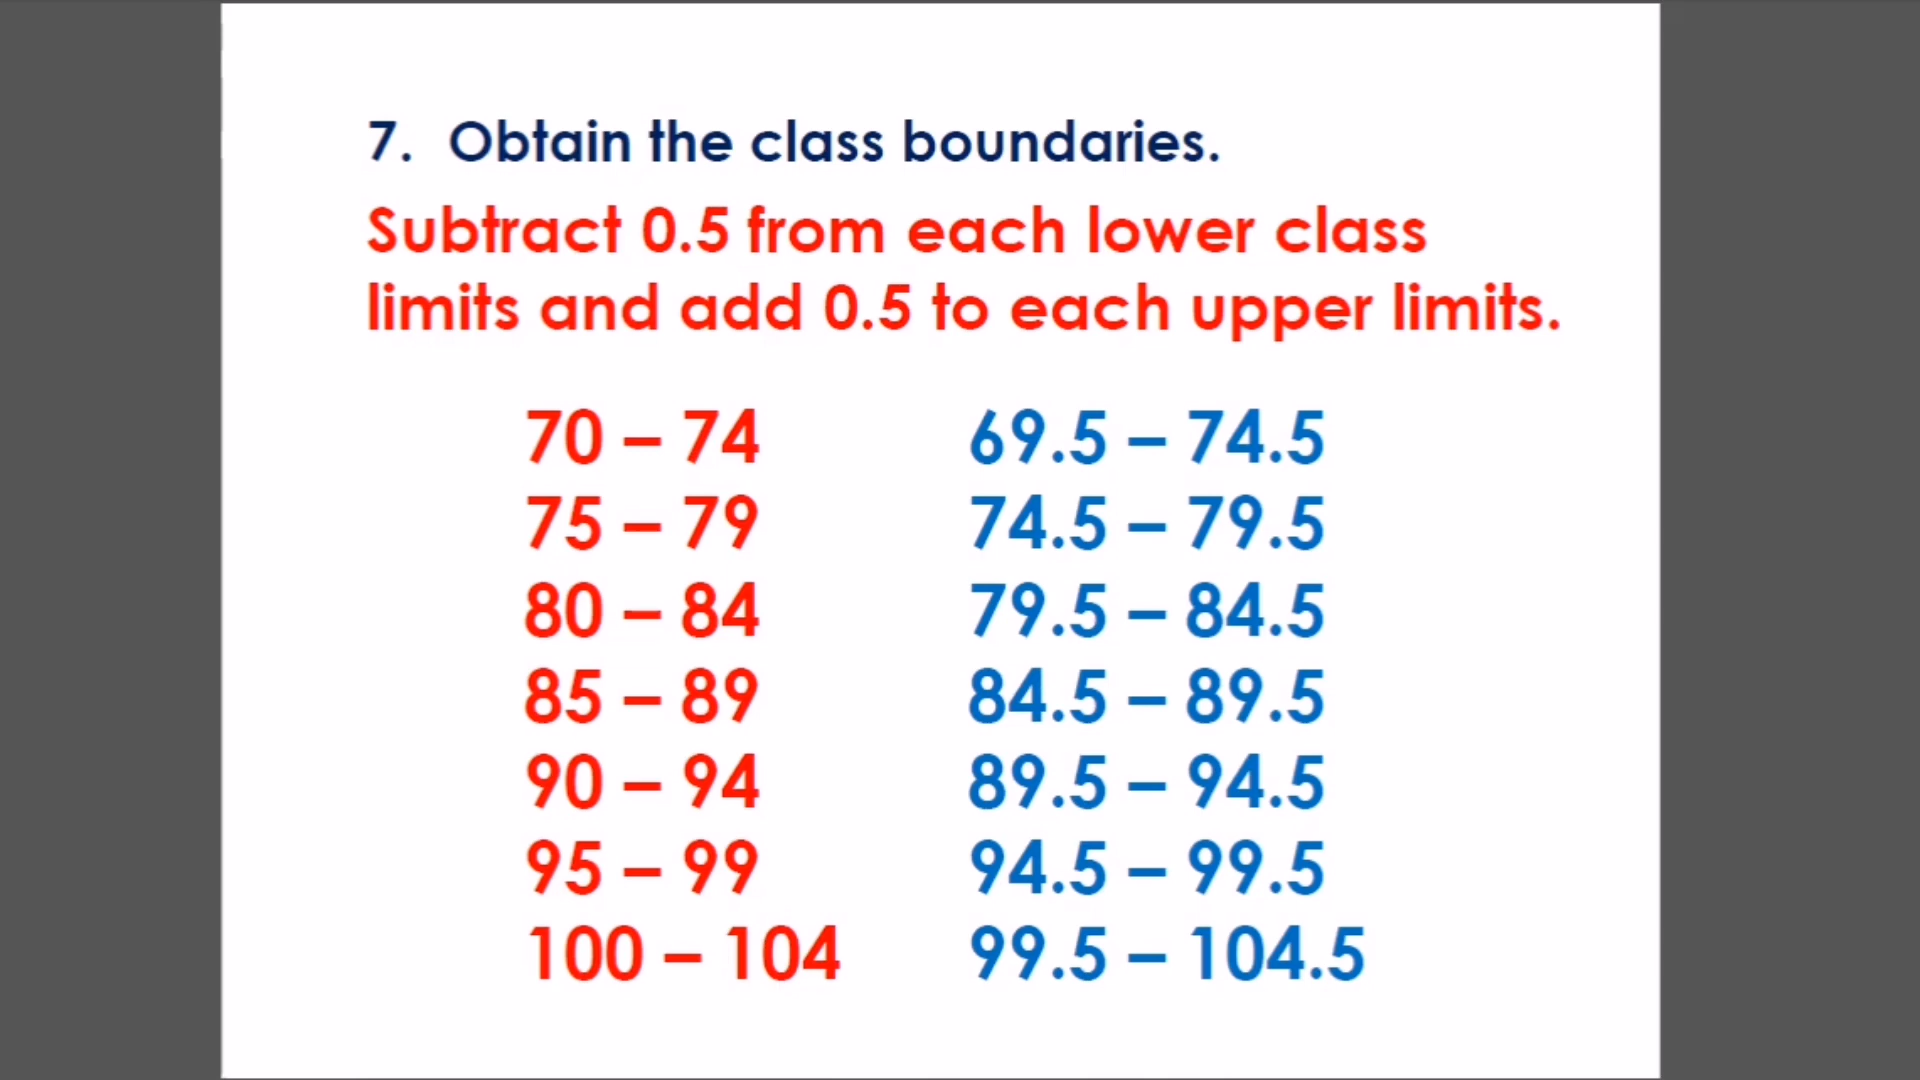 7. Obtain the class boundaries.
Subtract 0.5 from each lower class
limits and add 0.5 to each upper limits.
70 – 74 69.5 – 74.5
75 – 79 74.5 – 79.5
80 – 84 79.5 – 84.5
85 – 89 84.5 – 89.5
90 – 94 89.5 – 94.5
95 – 99 94.5 – 99.5
100 – 104 99.5 – 104.5